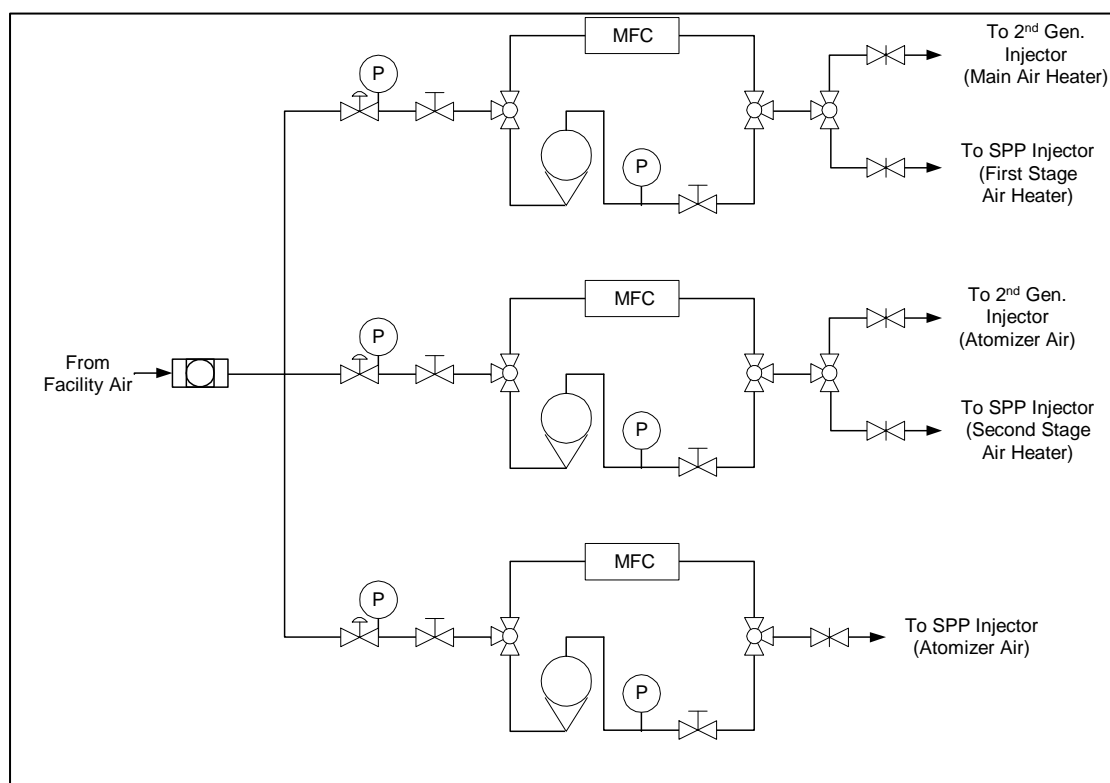 MFC
To 2nd Gen.
Injector
(Main Air Heater)
P
P
To SPP Injector
(First Stage
Air Heater)
MFC
To 2nd Gen.
Injector
(Atomizer Air)
P
From
Facility Air
P
To SPP Injector
(Second Stage
Air Heater)
MFC
P
To SPP Injector
(Atomizer Air)
P